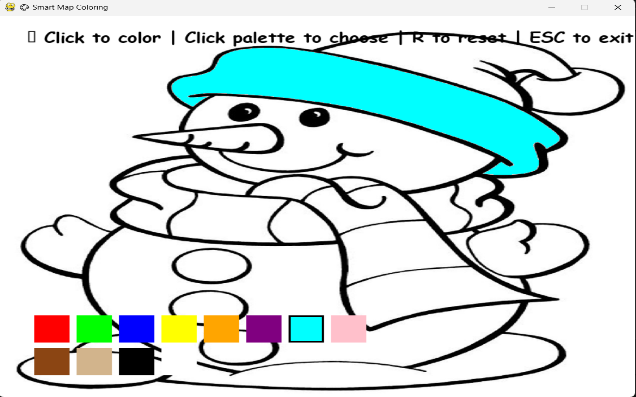 Smart Map Coloring
Click to color | Click palette to choose | R to reset | ESC to exit